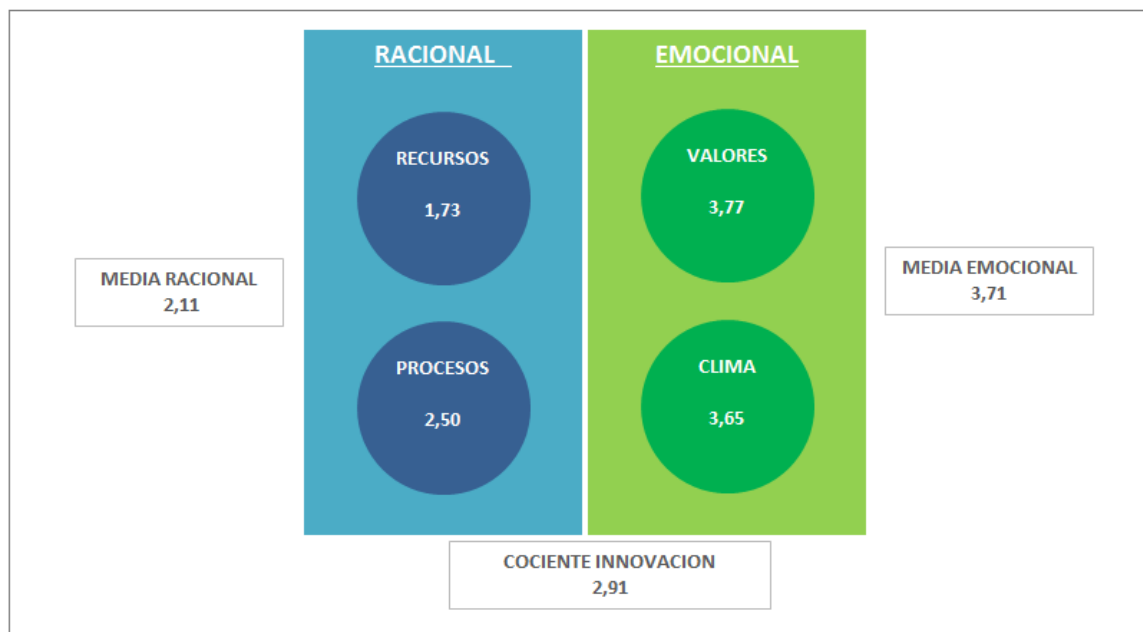 RACIONAL
EMOCIONAL
RECURSOS
1,73
VALORES
3,77
MEDIA RACIONAL
2,11
MEDIA EMOCIONAL
3,71
PROCESOS
2,50
CLIMA
3,65
COCIENTE INNOVACION
2,91